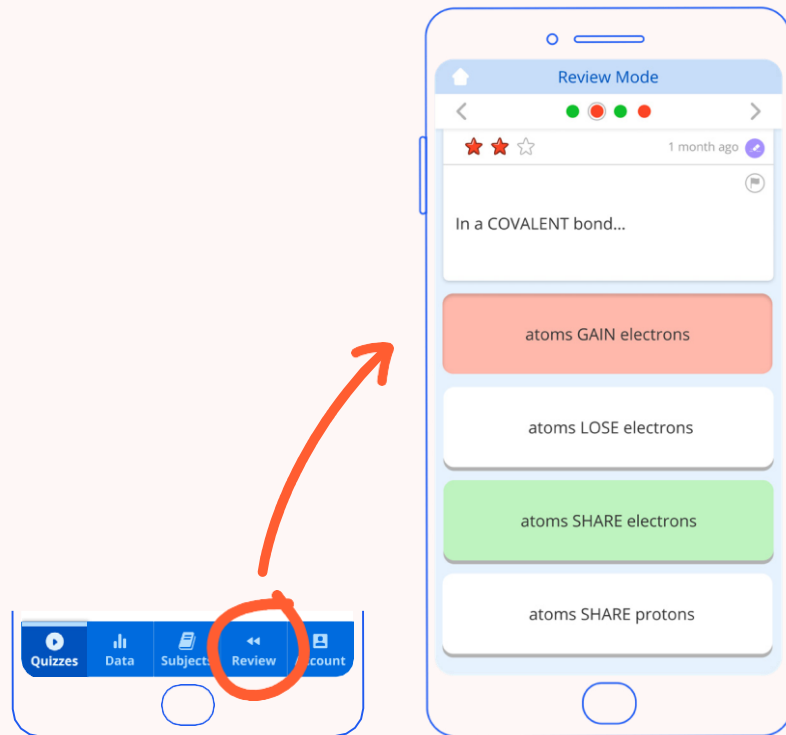 Review Mode
1 month ago
In a COVALENT bond...
atoms GAIN electrons
atoms LOSE electrons
atoms SHARE electrons
atoms SHARE protons
Quizzes
Data
Subjects
Review